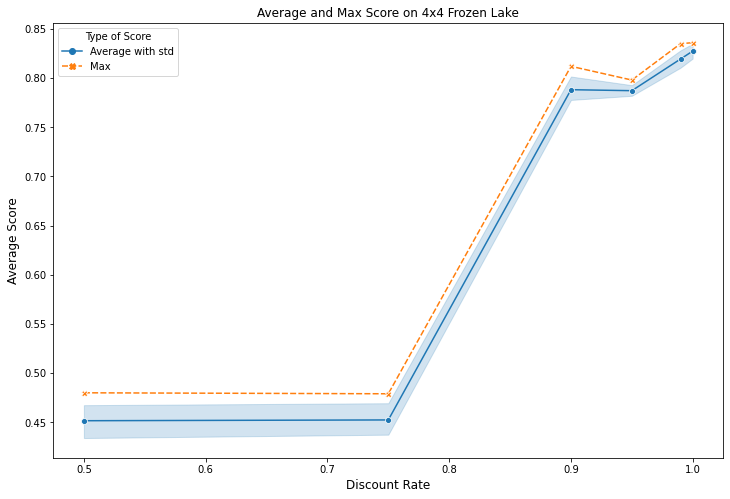 Average and Max Score on 4x4 Frozen Lake
Type of Score
Average with std
Max
Average Score
0.85
0.80
0.75
0.70
0.65
0.60
0.55
0.50
0.45
0.5 0.6 0.7 0.8 0.9 1.0
Discount Rate